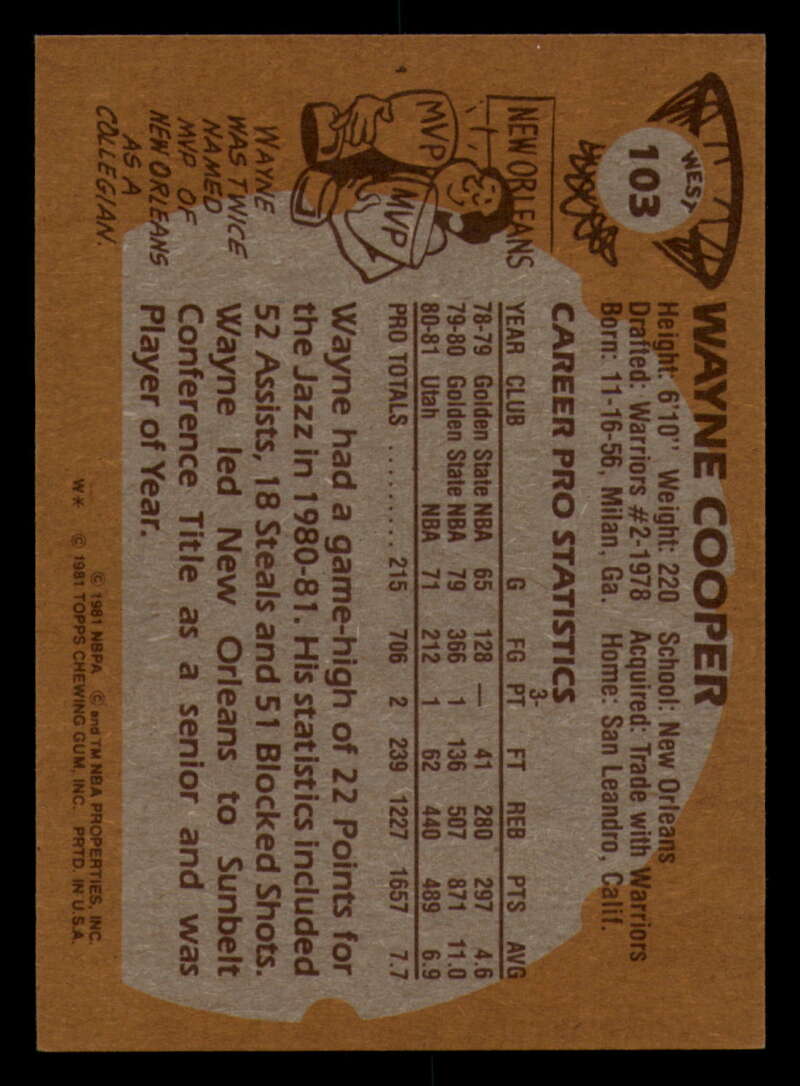 WEST
103
WAYNE COOPER
Height: 6'10" Weight: 220 School: New Orleans
Drafted: Warriors #2-1978 Acquired: Trade with Warriors
Born: 11-16-56, Milan, Ga. Home: San Leandro, Calif.
NEW ORLEANS
MVP
MVP
WAYNE
WAS TWICE
NAMED
MVP OF
NEW ORLEANS
AS A
COLLEGIAN.
CAREER PRO STATISTICS
YEAR CLUB G FG 3-PT FT REB PTS AVG
78-79 Golden State NBA 65 128 — 41 280 297 4.6
79-80 Golden State NBA 79 366 1 136 507 871 11.0
80-81 Utah NBA 71 212 1 62 440 489 6.9
PRO TOTALS .......... 215 706 2 239 1227 1657 7.7
Wayne had a game-high of 22 Points for
the Jazz in 1980-81. His statistics included
52 Assists, 18 Steals and 51 Blocked Shots.
Wayne led New Orleans to Sunbelt
Conference Title as a senior and was
Player of Year.
© 1981 NBPA © and TM NBA PROPERTIES, INC.
W* © 1981 TOPPS CHEWING GUM, INC. PRTD. IN U.S.A.